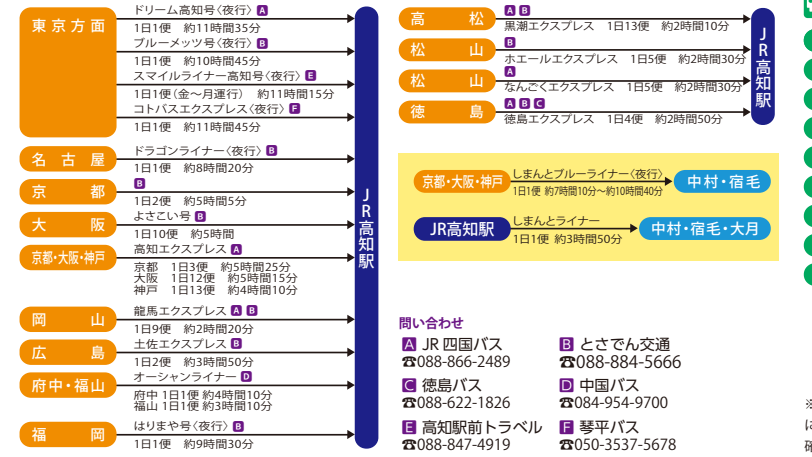 東京方面
ドリーム高知号〈夜行〉 A
1日1便 約11時間35分
ブルーメッツ号〈夜行〉 B
1日1便 約10時間45分
スマイルライナー高知号〈夜行〉 E
1日1便(金〜月運行) 約11時間15分
コトバスエクスプレス〈夜行〉 F
1日1便 約11時間45分
名古屋
ドラゴンライナー〈夜行〉 B
1日1便 約8時間20分
京都
B
1日2便 約5時間5分
大阪
よさこい号 B
1日10便 約5時間
京都・大阪・神戸
高知エクスプレス A
京都 1日3便 約5時間25分
大阪 1日12便 約5時間15分
神戸 1日13便 約4時間10分
岡山
龍馬エクスプレス A B
1日9便 約2時間20分
広島
土佐エクスプレス B
1日2便 約3時間50分
府中・福山
オーシャンライナー D
府中 1日1便 約4時間10分
福山 1日1便 約3時間10分
福岡
はりまや号〈夜行〉 B
1日1便 約9時間30分
JR高知駅
高松
A B
黒潮エクスプレス 1日13便 約2時間10分
松山
B
ホエールエクスプレス 1日5便 約2時間30分
松山
A
なんごくエクスプレス 1日5便 約2時間30分
徳島
A B C
徳島エクスプレス 1日4便 約2時間50分
JR高知駅
京都・大阪・神戸
しまんとブルーライナー〈夜行〉
1日1便 約7時間10分〜約10時間40分
中村・宿毛
JR高知駅
しまんとライナー
1日1便 約3時間50分
中村・宿毛・大月
問い合わせ
A JR四国バス
☎088-866-2489
B とさでん交通
☎088-884-5666
C 徳島バス
☎088-622-1826
D 中国バス
☎084-954-9700
E 高知駅前トラベル
☎088-847-4919
F 琴平バス
☎050-3537-5678
※
に
確